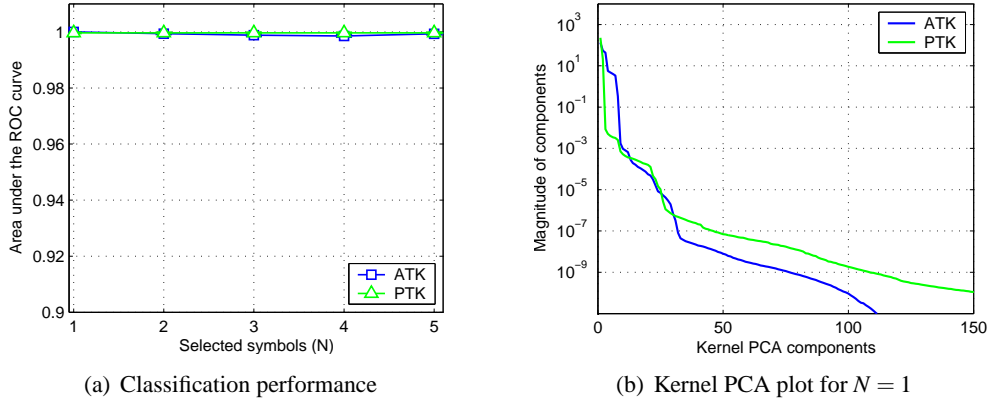 1
0.98
0.96
0.94
0.92
0.9
Area under the ROC curve
ATK
PTK
1 2 3 4 5
Selected symbols (N)
(a) Classification performance
10^3
10^1
10^−1
10^−3
10^−5
10^−7
10^−9
Magnitude of components
ATK
PTK
0 50 100 150
Kernel PCA components
(b) Kernel PCA plot for N = 1